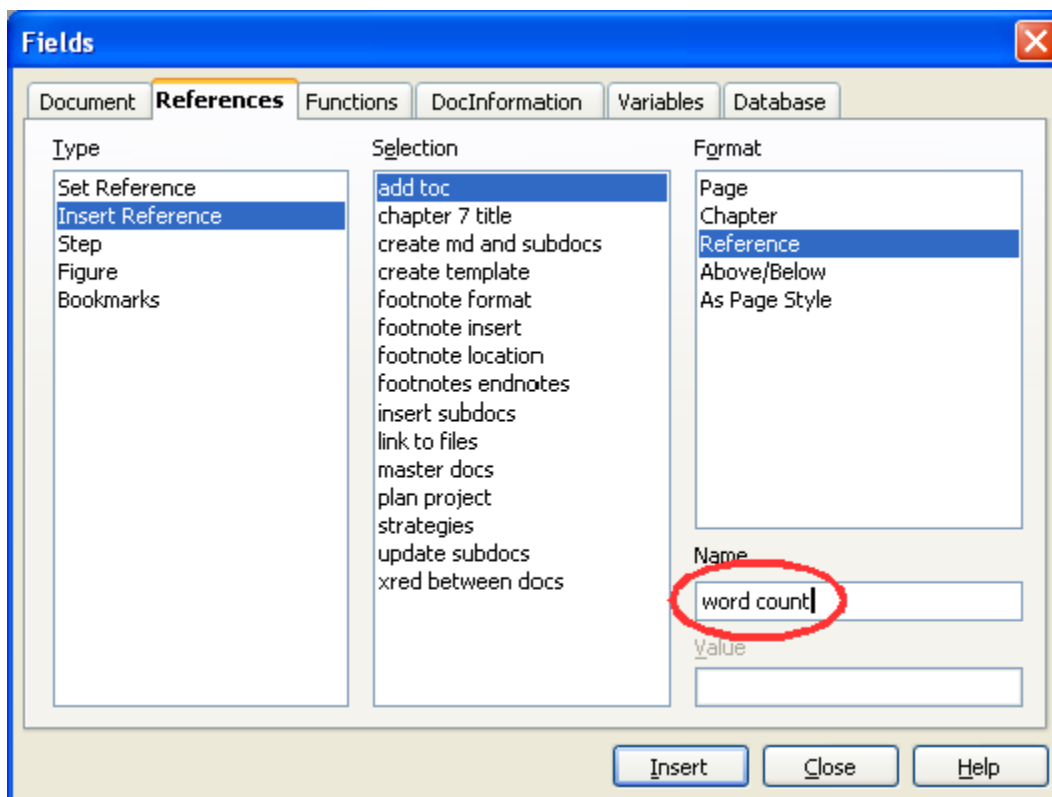 Fields
Document References Functions DocInformation Variables Database
Type
Set Reference
Insert Reference
Step
Figure
Bookmarks
Selection
add toc
chapter 7 title
create md and subdocs
create template
footnote format
footnote insert
footnote location
footnotes endnotes
insert subdocs
link to files
master docs
plan project
strategies
update subdocs
xred between docs
Format
Page
Chapter
Reference
Above/Below
As Page Style
Name
word count
Value
Insert Close Help